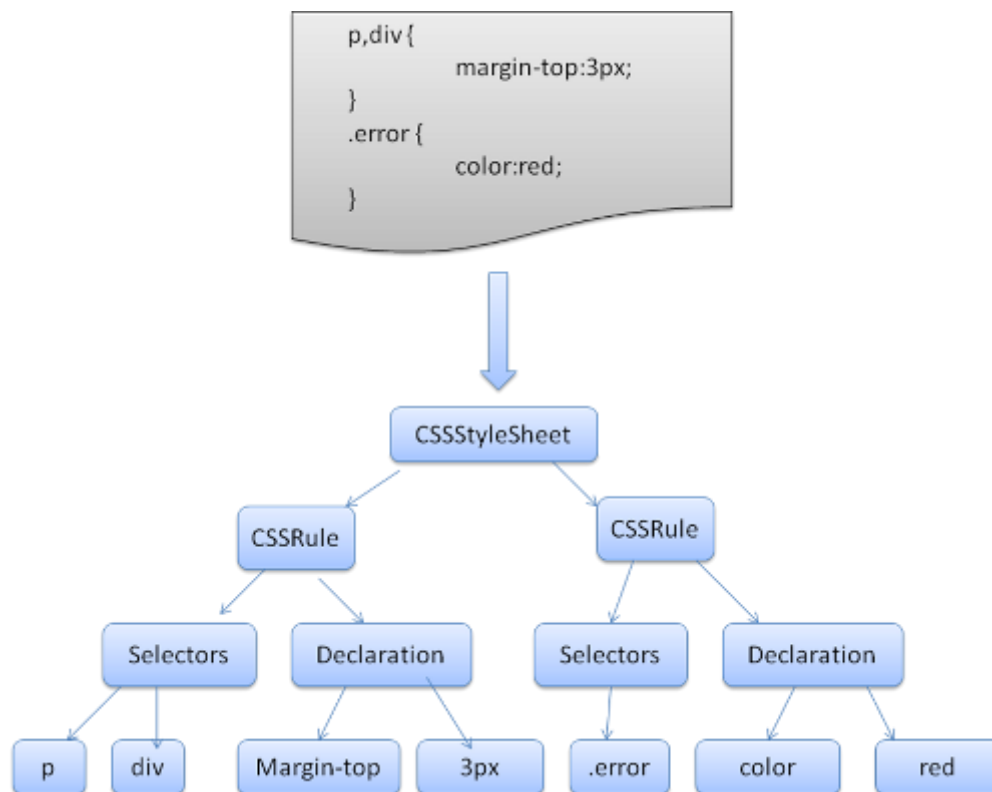 p,div {
margin-top:3px;
}
.error {
color:red;
}
CSSStyleSheet
CSSRule
CSSRule
Selectors
Declaration
Selectors
Declaration
p
div
Margin-top
3px
.error
color
red